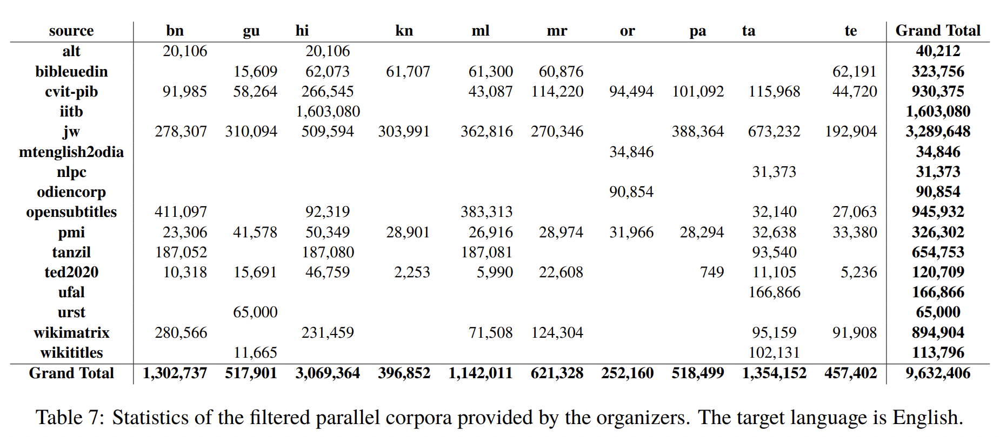 source bn gu hi kn ml mr or pa ta te Grand Total
alt 20,106 20,106 40,212
bibleuedin 15,609 62,073 61,707 61,300 60,876 62,191 323,756
cvit-pib 91,985 58,264 266,545 43,087 114,220 94,494 101,092 115,968 44,720 930,375
iitb 1,603,080 1,603,080
jw 278,307 310,094 509,594 303,991 362,816 270,346 388,364 673,232 192,904 3,289,648
mtenglish2odia 34,846 34,846
nlpc 31,373 31,373
odiencorp 90,854 90,854
opensubtitles 411,097 92,319 383,313 32,140 27,063 945,932
pmi 23,306 41,578 50,349 28,901 26,916 28,974 31,966 28,294 32,638 33,380 326,302
tanzil 187,052 187,080 187,081 93,540 654,753
ted2020 10,318 15,691 46,759 2,253 5,990 22,608 749 11,105 5,236 120,709
ufal 166,866 166,866
urst 65,000 65,000
wikimatrix 280,566 231,459 71,508 124,304 95,159 91,908 894,904
wikititles 11,665 102,131 113,796
Grand Total 1,302,737 517,901 3,069,364 396,852 1,142,011 621,328 252,160 518,499 1,354,152 457,402 9,632,406
Table 7: Statistics of the filtered parallel corpora provided by the organizers. The target language is English.